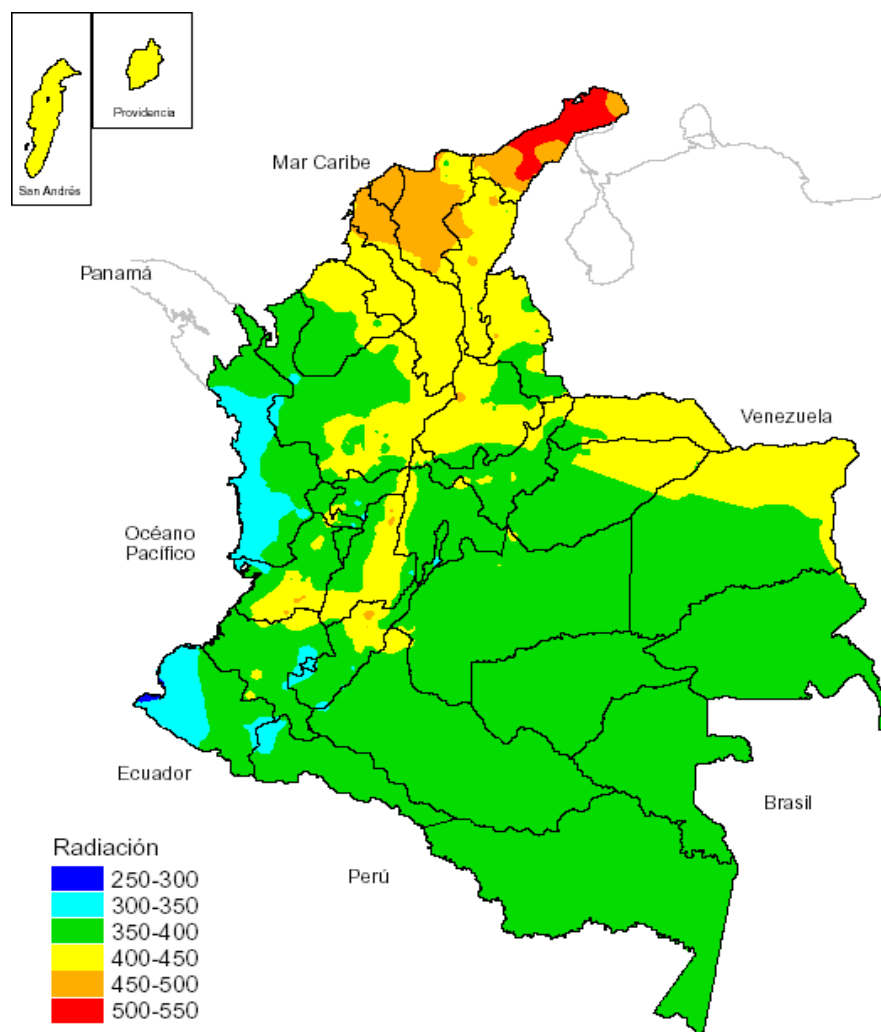 San Andrés
Providencia
Mar Caribe
Panamá
Venezuela
Océano
Pacífico
Ecuador
Brasil
Perú
Radiación
250-300
300-350
350-400
400-450
450-500
500-550